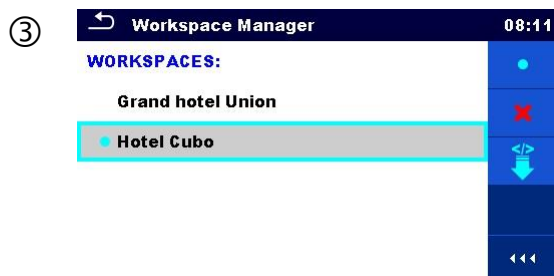 ③
Workspace Manager 08:11
WORKSPACES:
Grand hotel Union
Hotel Cubo
</>